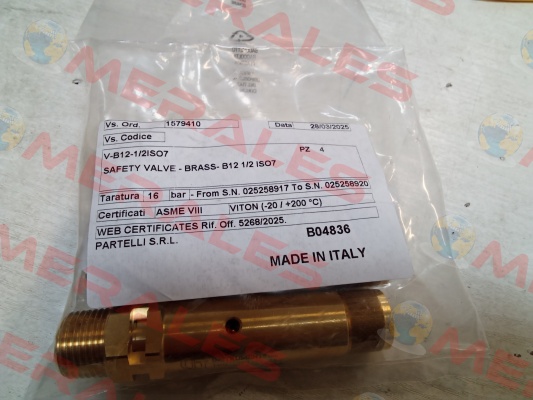 MERALES
Vs. Ord. 1579410 Data 28/03/2025
Vs. Codice
V-B12-1/2ISO7 PZ 4
SAFETY VALVE - BRASS- B12 1/2 ISO7
Taratura 16 bar - From S.N. 025258917 To S.N. 025258920
Certificati ASME VIII VITON (-20 / +200 °C)
WEB CERTIFICATES Rif. Off. 5268/2025.
PARTELLI S.R.L. B04836
MADE IN ITALY